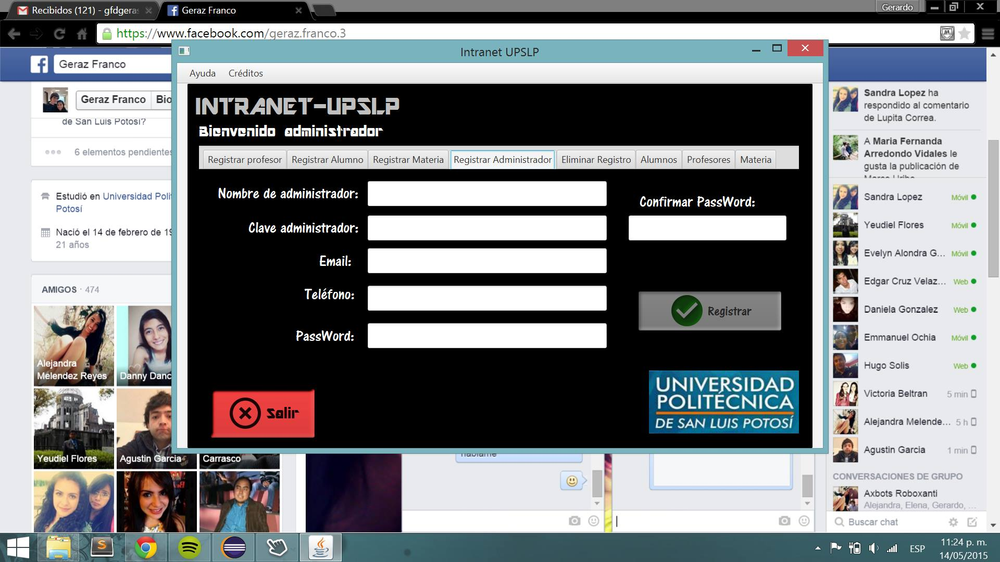 Recibidos (121) - gfdgeras
Geraz Franco
Gerardo
https://www.facebook.com/geraz.franco.3
Geraz Franco
Geraz Franco
Bio
de San Luis Potosí?
6 elementos pendientes
Estudió en Universidad Poli
Potosí
Nació el 14 de febrero de 19
21 años
AMIGOS · 474
Alejandra
Melendez Reyes
Danny Danc
Yeudiel Flores
Agustin Garcia
Carrasco
Intranet UPSLP
Ayuda
Créditos
INTRANET-UPSLP
Bienvenido administrador
Registrar profesor
Registrar Alumno
Registrar Materia
Registrar Administrador
Eliminar Registro
Alumnos
Profesores
Materia
Nombre de administrador:
Clave administrador:
Email:
Teléfono:
PassWord:
Confirmar PassWord:
Registrar
Salir
UNIVERSIDAD
POLITÉCNICA
DE SAN LUIS POTOSÍ
hablame
Sandra Lopez ha
respondido al comentario
de Lupita Correa.
A Maria Fernanda
Arredondo Vidales le
gusta la publicación de
Sandra Lopez Móvil
Yeudiel Flores Móvil
Evelyn Alondra G... Móvil
Edgar Cruz Velaz... Web
Daniela Gonzalez Web
Emmanuel Ochia Móvil
Hugo Solis Web
Victoria Beltran 5 min
Alejandra Melende... 5 h
Agustin Garcia 1 min
CONVERSACIONES DE GRUPO
Axbots Roboxanti
Alejandra, Elena, Gerardo, ...
Buscar chat
ESP
11:24 p. m.
14/05/2015